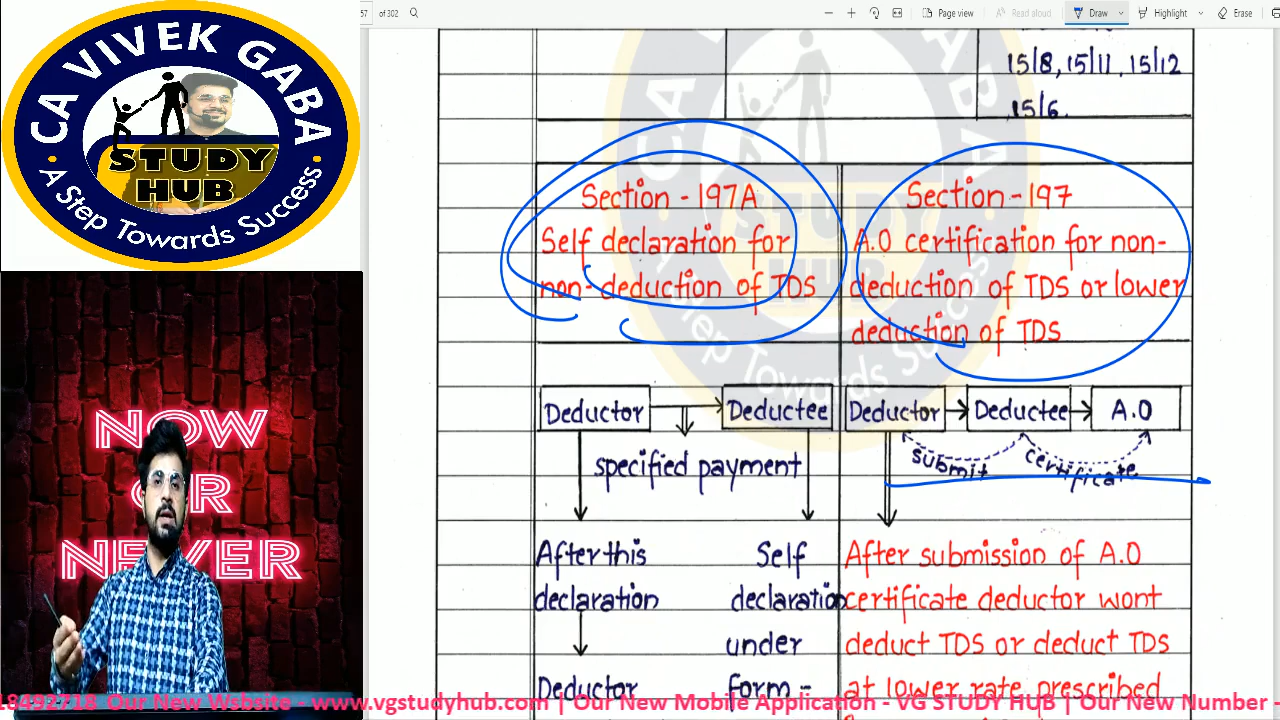 CA VIVEK GABA
STUDY
HUB
• A Step Towards Success •
NOW
OR
NEVER
57 of 302
Page view
Read aloud
Draw
Highlight
Erase
15/8, 15/11, 15/12
15/6.
Section - 197A
Self declaration for
non- deduction of TDS
Section - 197
A.O certification for non-
deduction of TDS or lower
deduction of TDS
Deductor
Deductee
specified payment
Deductor
Deductee
A.O
submit
certificate
After this
declaration
Deductor
Self
declaration
under
form -
After submission of A.O
certificate deductor wont
deduct TDS or deduct TDS
at lower rate prescribed
18492718 Our New Website - www.vgstudyhub.com | Our New Mobile Application - VG STUDY HUB | Our New Number -